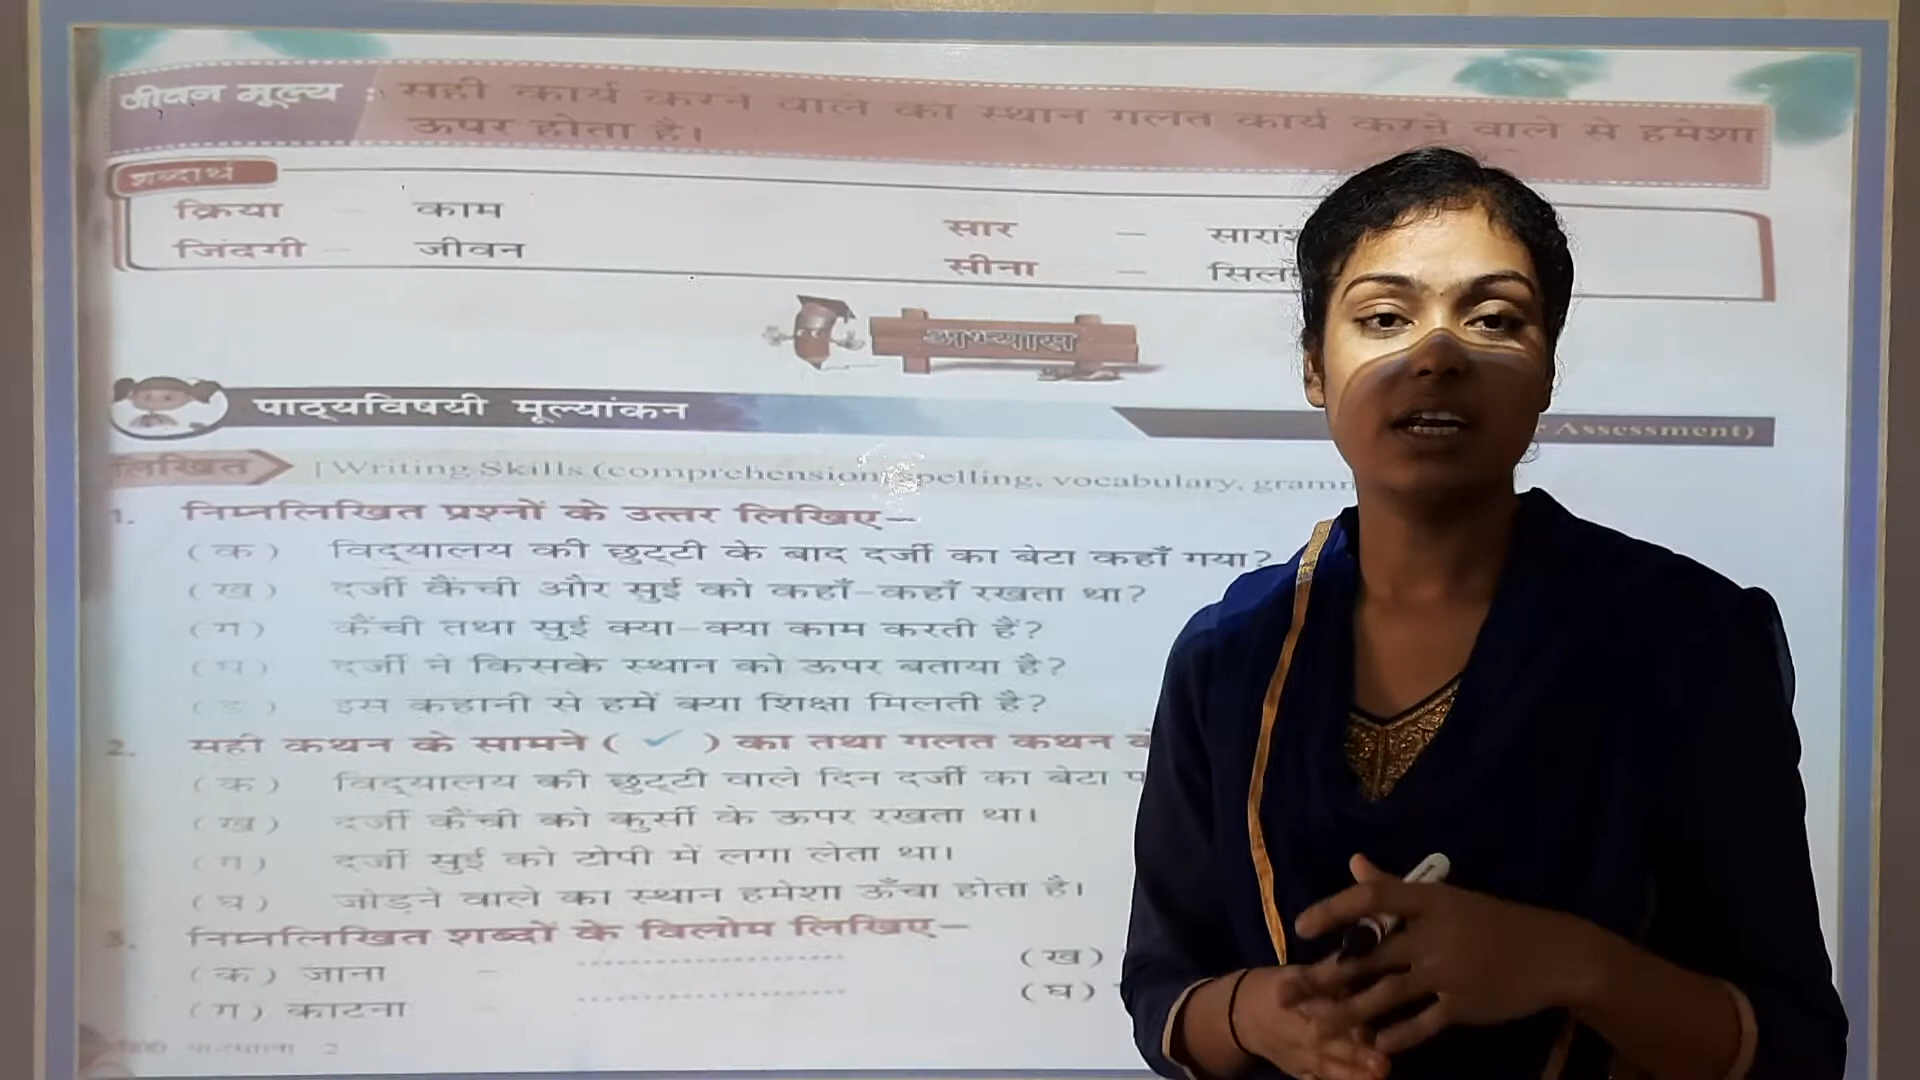 जीवन मूल्य : सही कार्य करने वाले का स्थान गलत कार्य करने वाले से हमेशा
ऊपर होता है।
शब्दार्थ
क्रिया – काम सार – सारांश
जिंदगी – जीवन सीना –
अभ्यास
पाठ्यविषयी मूल्यांकन Assessment)
लिखित [Writing Skills (comprehension, spelling, vocabulary,
1. निम्नलिखित प्रश्नों के उत्तर लिखिए–
(क) विद्यालय की छुट्टी के बाद दर्जी का बेटा कहाँ गया?
(ख) दर्जी कैंची और सुई को कहाँ-कहाँ रखता था?
(ग) कैंची तथा सुई क्या-क्या काम करती हैं?
(घ) दर्जी ने किसके स्थान को ऊपर बताया है?
(ङ) इस कहानी से हमें क्या शिक्षा मिलती है?
2. सही कथन के सामने ( ✓ ) का तथा गलत कथन
(क) विद्यालय की छुट्टी वाले दिन दर्जी का बेटा
(ख) दर्जी कैंची को कुर्सी के ऊपर रखता था।
(ग) दर्जी सुई को टोपी में लगा लेता था।
(घ) जोड़ने वाले का स्थान हमेशा ऊँचा होता है।
3. निम्नलिखित शब्दों के विलोम लिखिए–
(क) जाना – .................... (ख)
(ग) काटना – .................... (घ)
2